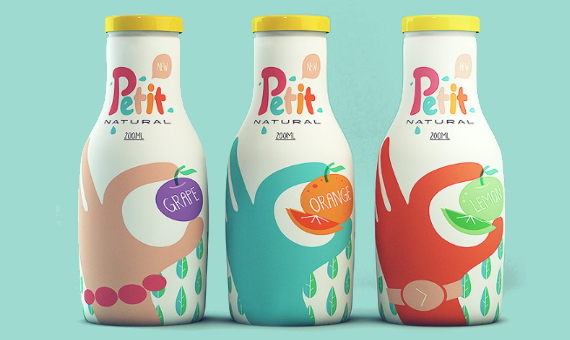 NEW
Petit
NATURAL
200ML
GRAPE
NEW
Petit
NATURAL
200ML
ORANGE
NEW
Petit
NATURAL
200ML
LEMON